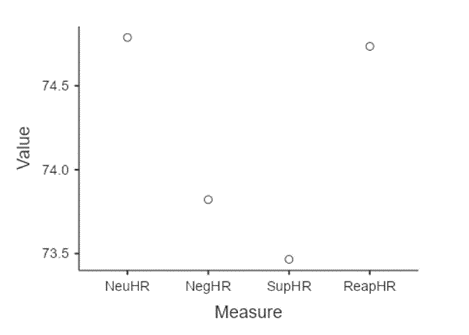 74.5
74.0
73.5
Value
NeuHR NegHR SupHR ReapHR
Measure